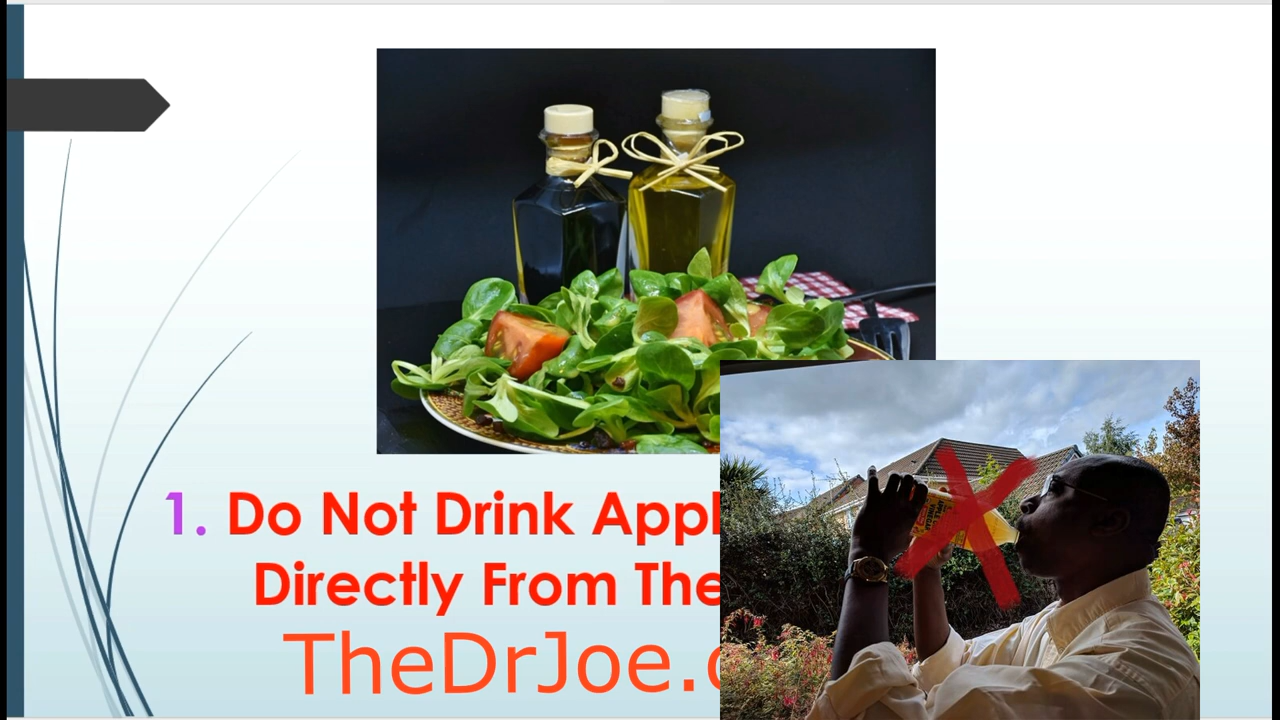 1. Do Not Drink Appl
Directly From The
TheDrJoe.c